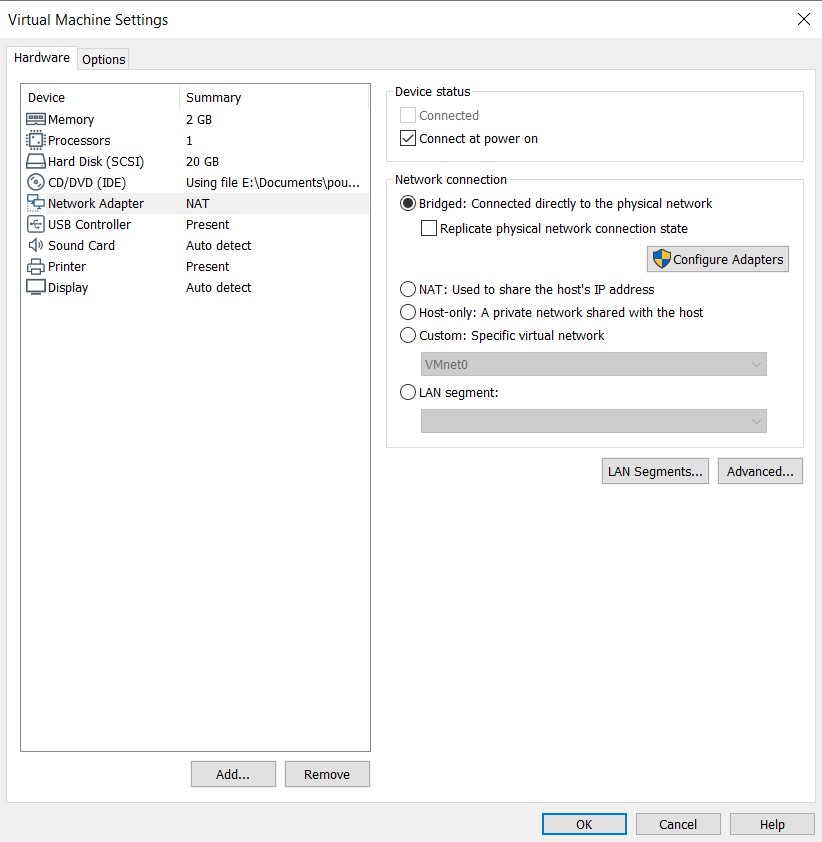 Virtual Machine Settings
Hardware Options
Device Summary
Memory 2 GB
Processors 1
Hard Disk (SCSI) 20 GB
CD/DVD (IDE) Using file E:\Documents\pou...
Network Adapter NAT
USB Controller Present
Sound Card Auto detect
Printer Present
Display Auto detect
Add... Remove
Device status
Connected
Connect at power on
Network connection
Bridged: Connected directly to the physical network
Replicate physical network connection state
Configure Adapters
NAT: Used to share the host's IP address
Host-only: A private network shared with the host
Custom: Specific virtual network
VMnet0
LAN segment:
LAN Segments... Advanced...
OK Cancel Help